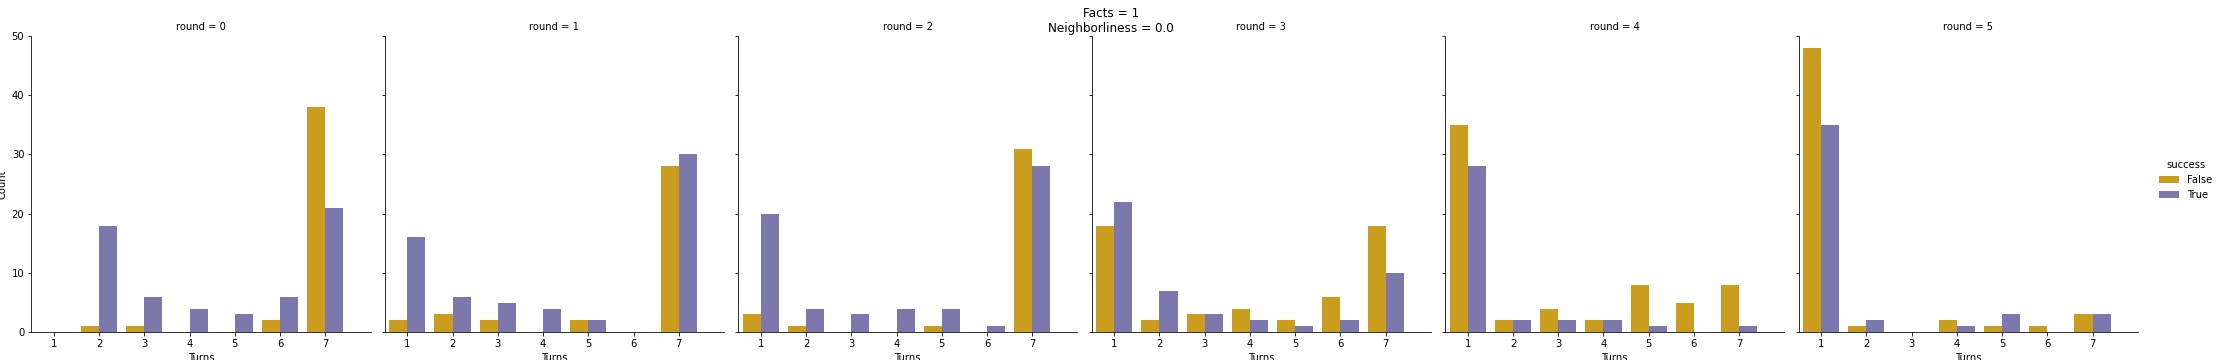 Facts = 1
Neighborliness = 0.0
round = 0
round = 1
round = 2
round = 3
round = 4
round = 5
50
40
30
20
10
0
Count
1 2 3 4 5 6 7
1 2 3 4 5 6 7
1 2 3 4 5 6 7
1 2 3 4 5 6 7
1 2 3 4 5 6 7
1 2 3 4 5 6 7
Turns
Turns
Turns
Turns
Turns
Turns
success
False
True